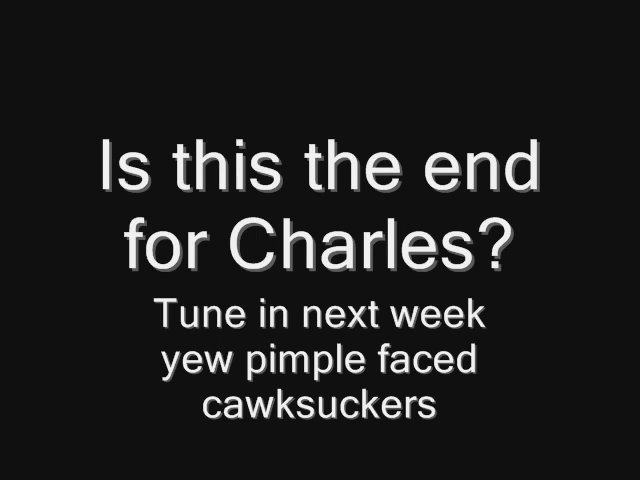 Is this the end
for Charles?
Tune in next week
yew pimple faced
cawksuckers